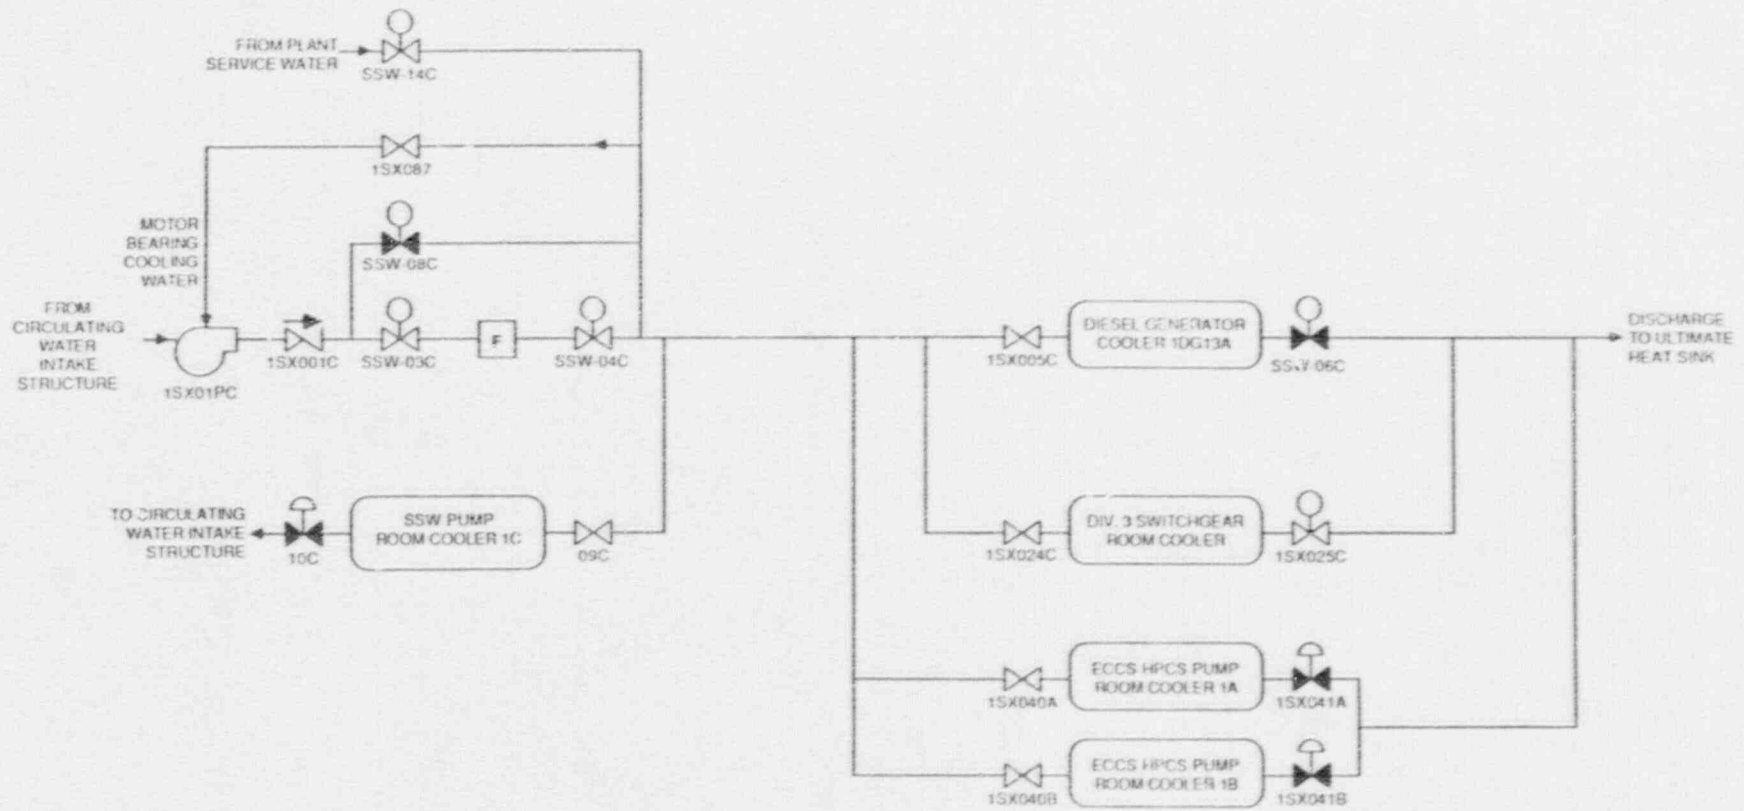 FROM PLANT
SERVICE WATER
SSW-14C
1SX087
MOTOR
BEARING
COOLING
WATER
SSW-08C
FROM
CIRCULATING
WATER
INTAKE
STRUCTURE
1SX01PC
1SX001C
SSW-03C
F
SSW-04C
1SX005C
DIESEL GENERATOR
COOLER 1DG13A
SSW-06C
DISCHARGE
TO ULTIMATE
HEAT SINK
TO CIRCULATING
WATER INTAKE
STRUCTURE
10C
SSW PUMP
ROOM COOLER 1C
09C
1SX024C
DIV. 3 SWITCHGEAR
ROOM COOLER
1SX025C
1SX040A
ECCS HPCS PUMP
ROOM COOLER 1A
1SX041A
1SX040B
ECCS HPCS PUMP
ROOM COOLER 1B
1SX041B